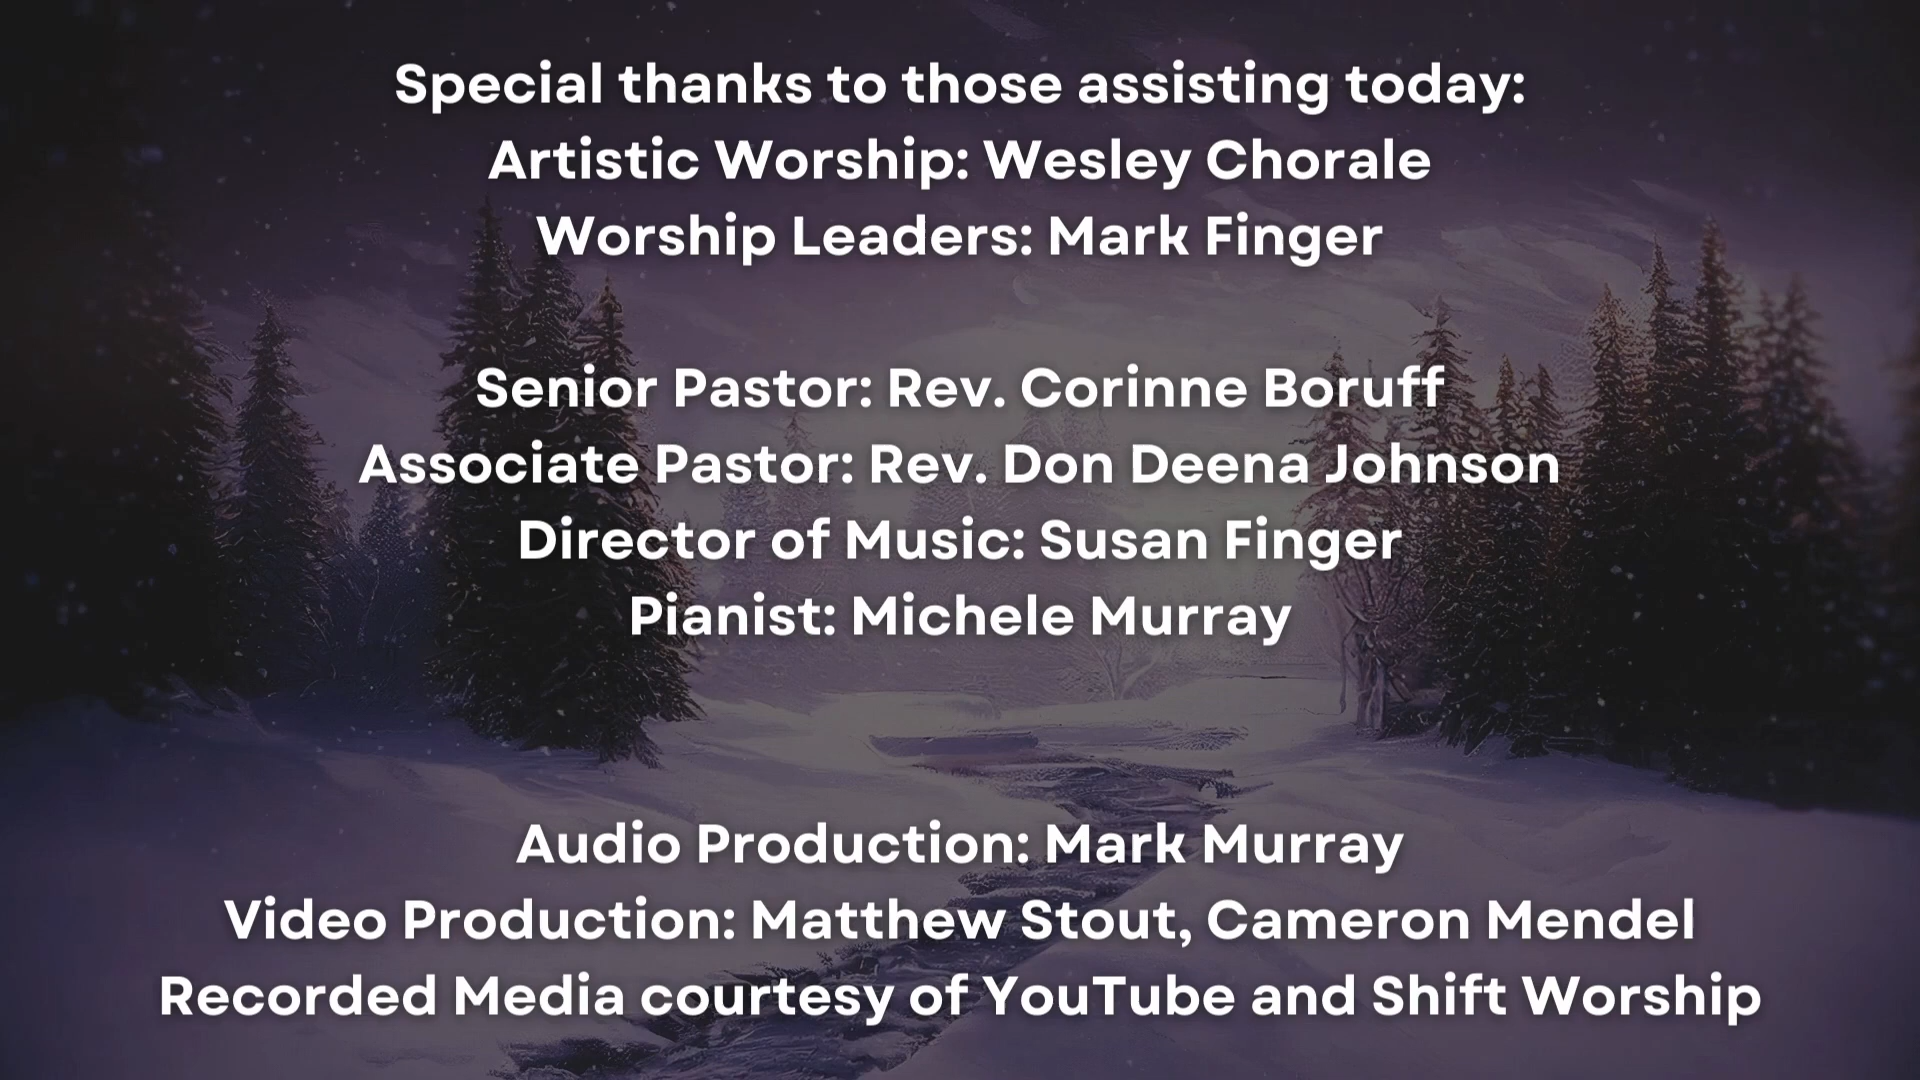 Special thanks to those assisting today:
Artistic Worship: Wesley Chorale
Worship Leaders: Mark Finger
Senior Pastor: Rev. Corinne Boruff
Associate Pastor: Rev. Don Deena Johnson
Director of Music: Susan Finger
Pianist: Michele Murray
Audio Production: Mark Murray
Video Production: Matthew Stout, Cameron Mendel
Recorded Media courtesy of YouTube and Shift Worship